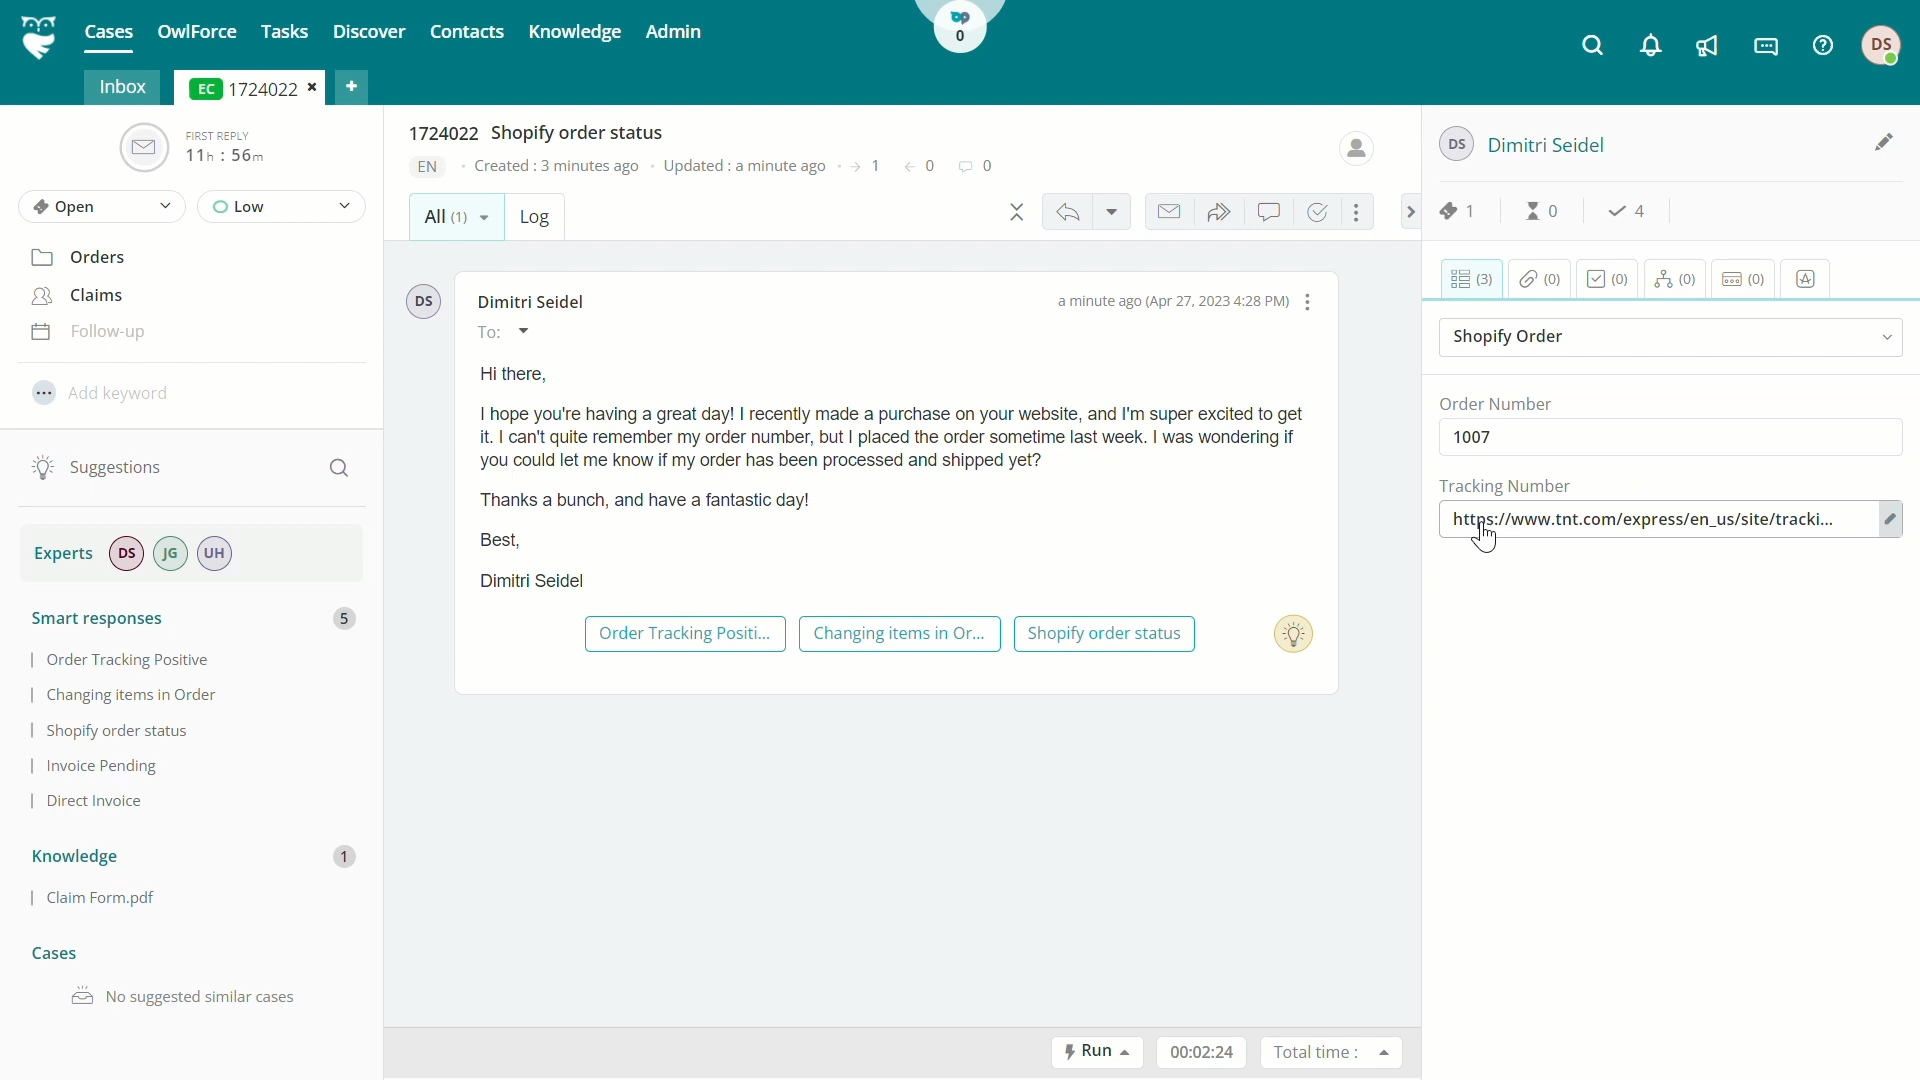 Cases OwlForce Tasks Discover Contacts Knowledge Admin
0
DS
Inbox
EC 1724022
+
FIRST REPLY
11h : 56m
Open
Low
Orders
Claims
Follow-up
Add keyword
Suggestions
Experts DS JG UH
Smart responses 5
Order Tracking Positive
Changing items in Order
Shopify order status
Invoice Pending
Direct Invoice
Knowledge 1
Claim Form.pdf
Cases
No suggested similar cases
1724022 Shopify order status
EN Created : 3 minutes ago Updated : a minute ago 1 0 0
All (1)
Log
DS
Dimitri Seidel
a minute ago (Apr 27, 2023 4:28 PM)
To:
Hi there,
I hope you're having a great day! I recently made a purchase on your website, and I'm super excited to get
it. I can't quite remember my order number, but I placed the order sometime last week. I was wondering if
you could let me know if my order has been processed and shipped yet?
Thanks a bunch, and have a fantastic day!
Best,
Dimitri Seidel
Order Tracking Positi...
Changing items in Or...
Shopify order status
Run
00:02:24
Total time :
DS Dimitri Seidel
1 0 4
(3) (0) (0) (0) (0)
Shopify Order
Order Number
1007
Tracking Number
https://www.tnt.com/express/en_us/site/tracki...